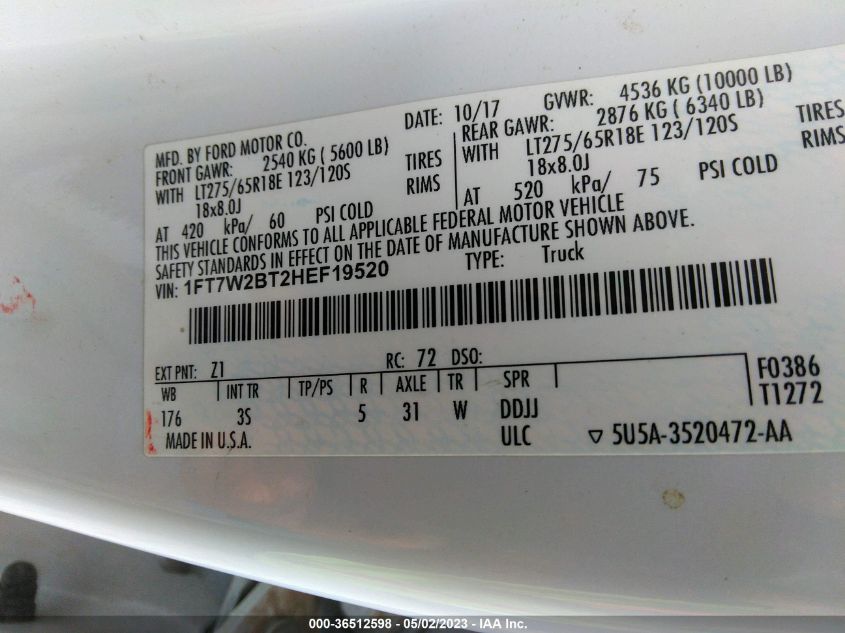 MFD. BY FORD MOTOR CO.
DATE: 10/17 GVWR: 4536 KG (10000 LB)
FRONT GAWR: 2540 KG ( 5600 LB)
REAR GAWR: 2876 KG ( 6340 LB)
WITH LT275/65R18E 123/120S TIRES
WITH LT275/65R18E 123/120S TIRES
18x8.0J RIMS
18x8.0J RIMS
AT 420 kPa/ 60 PSI COLD
AT 520 kPa/ 75 PSI COLD
THIS VEHICLE CONFORMS TO ALL APPLICABLE FEDERAL MOTOR VEHICLE
SAFETY STANDARDS IN EFFECT ON THE DATE OF MANUFACTURE SHOWN ABOVE.
VIN: 1FT7W2BT2HEF19520 TYPE: Truck
EXT PNT: Z1 RC: 72 DSO:
WB INT TR TP/PS R AXLE TR SPR F0386
176 3S 5 31 W DDJJ T1272
MADE IN U.S.A. ULC ▽ 5U5A-3520472-AA
000-36512598 - 05/02/2023 - IAA Inc.